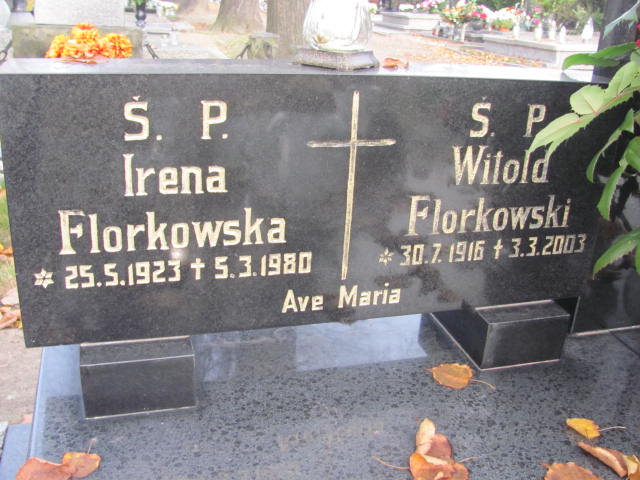 Ś. P.
Irena
Florkowska
* 25.5.1923 + 5.3.1980
Ś. P
Witold
Florkowski
* 30.7.1916 + 3.3.2003
Ave Maria